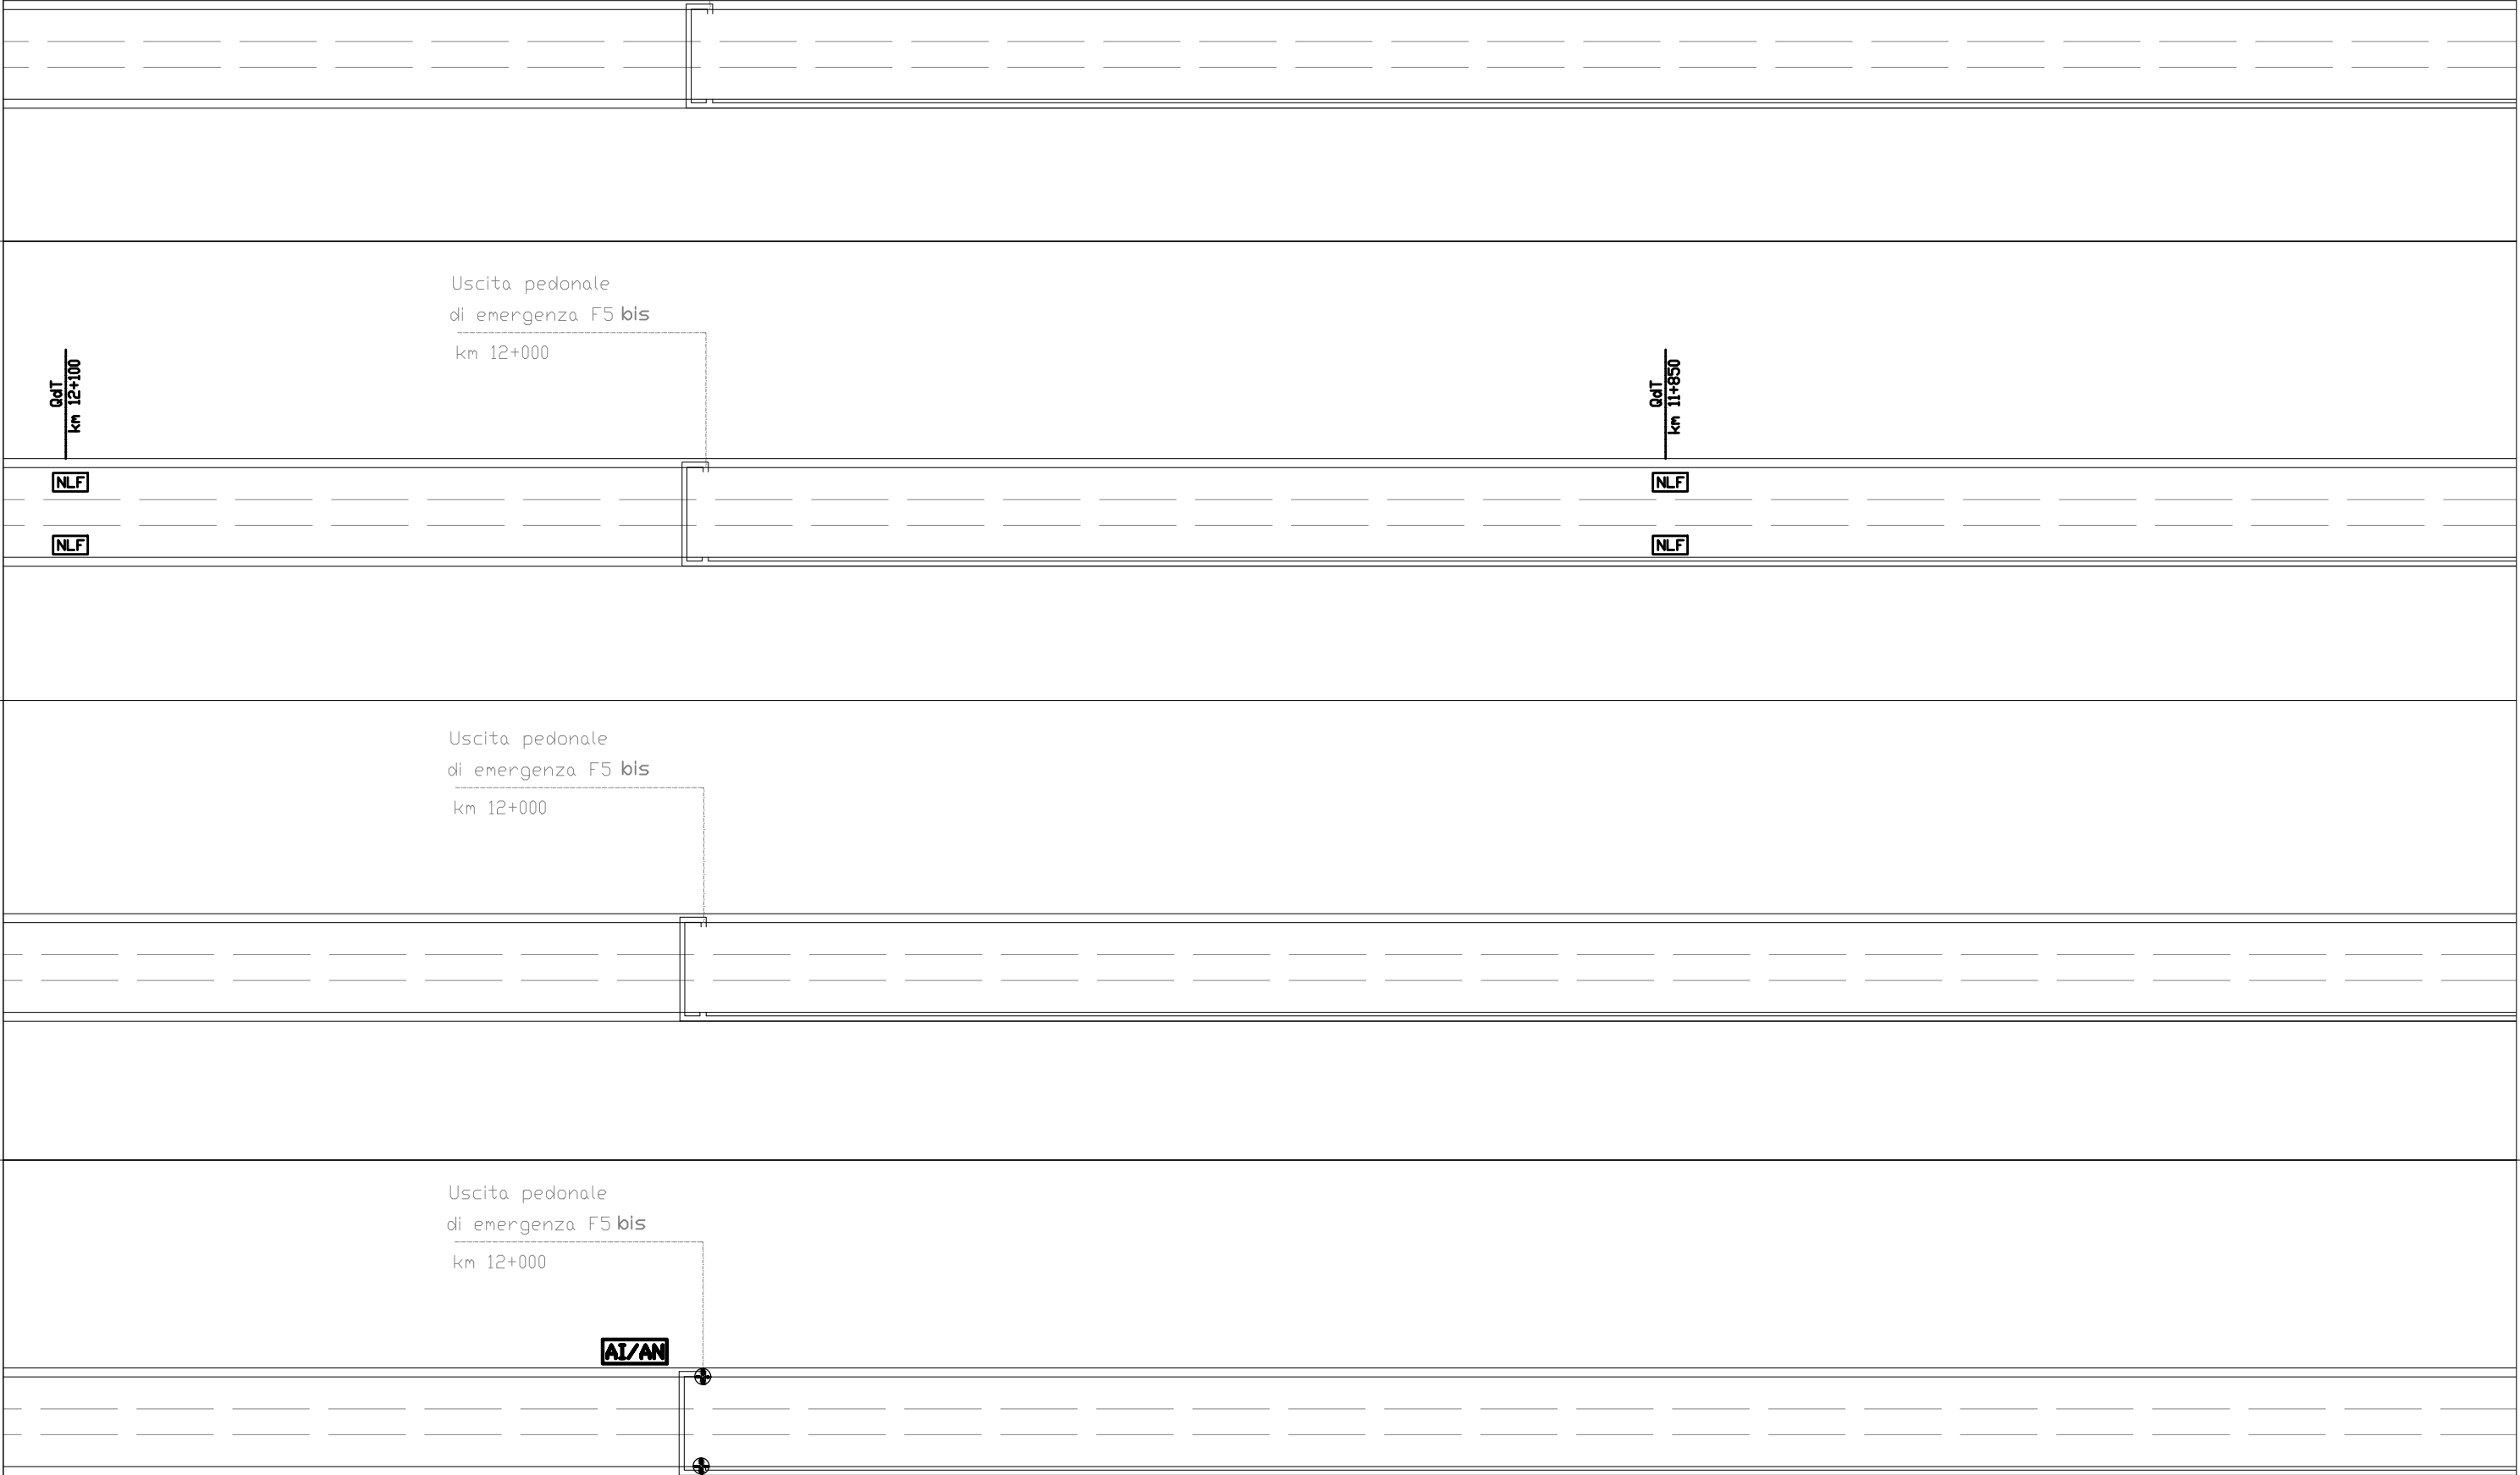 Uscita pedonale
di emergenza F5 bis
km 12+000
QdT
km 12+100
QdT
km 11+850
NLF
NLF
NLF
NLF
Uscita pedonale
di emergenza F5 bis
km 12+000
Uscita pedonale
di emergenza F5 bis
km 12+000
AI/AN